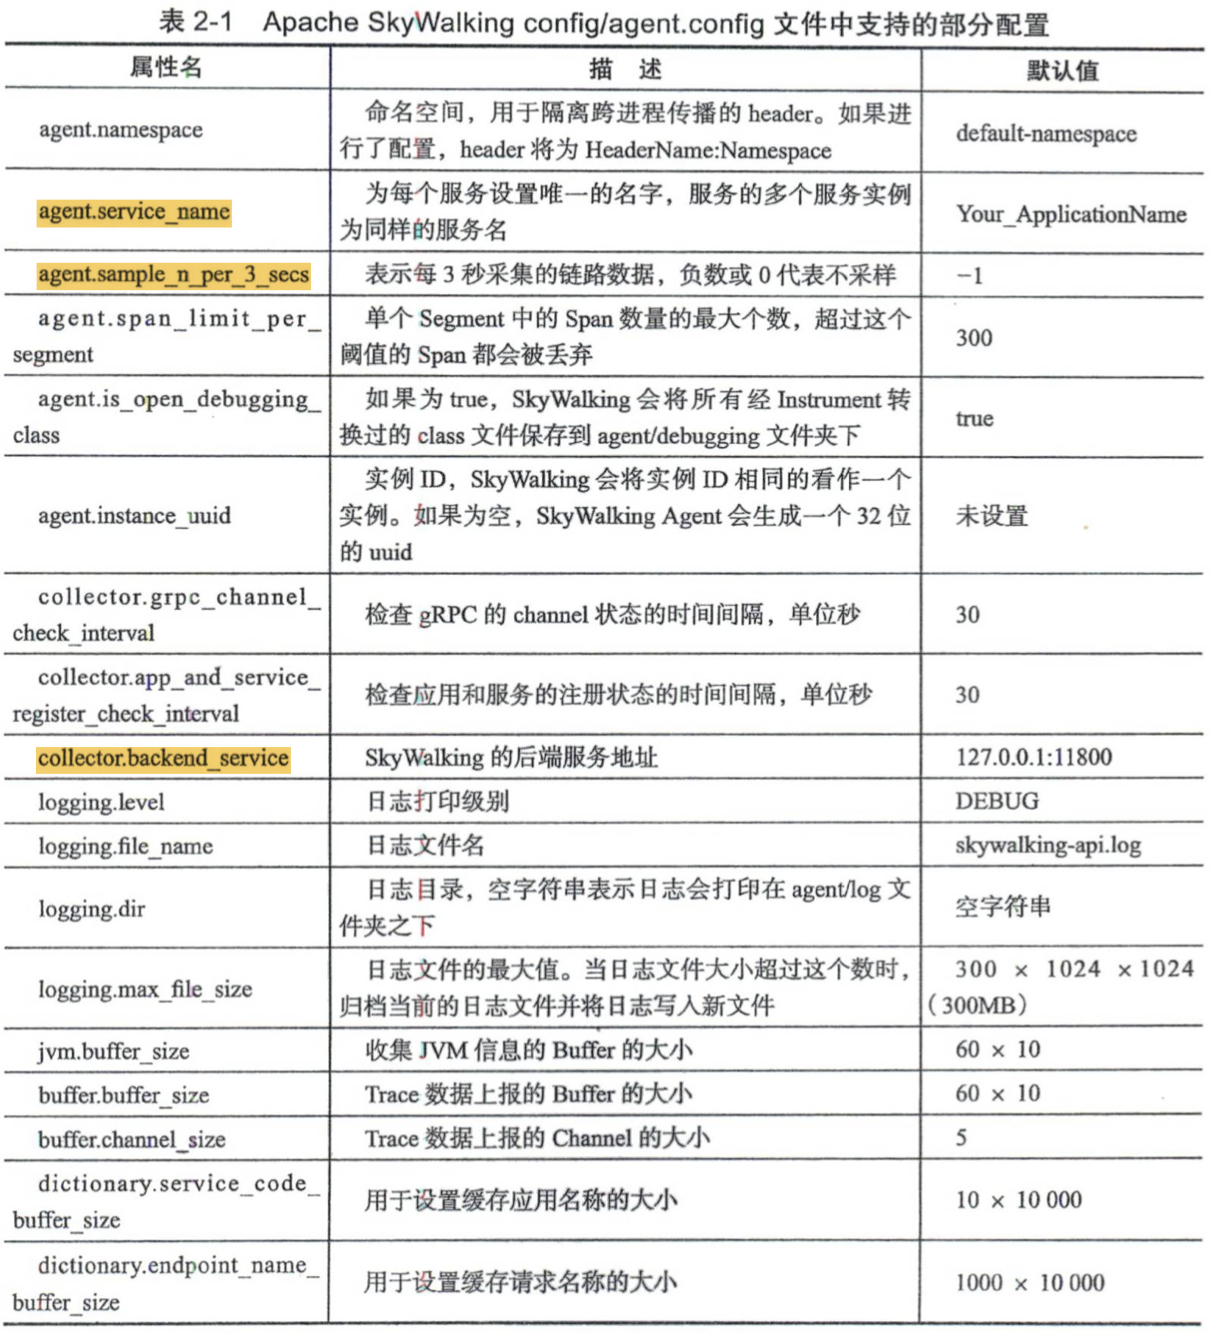 表 2-1 Apache SkyWalking config/agent.config 文件中支持的部分配置
属性名 描 述 默认值
agent.namespace
命名空间，用于隔离跨进程传播的 header。如果进
行了配置，header 将为 HeaderName:Namespace
default-namespace
agent.service_name
为每个服务设置唯一的名字，服务的多个服务实例
为同样的服务名
Your_ApplicationName
agent.sample_n_per_3_secs
表示每 3 秒采集的链路数据，负数或 0 代表不采样
−1
agent.span_limit_per_
segment
单个 Segment 中的 Span 数量的最大个数，超过这个
阈值的 Span 都会被丢弃
300
agent.is_open_debugging_
class
如果为 true，SkyWalking 会将所有经 Instrument 转
换过的 class 文件保存到 agent/debugging 文件夹下
true
agent.instance_uuid
实例 ID，SkyWalking 会将实例 ID 相同的看作一个
实例。如果为空，SkyWalking Agent 会生成一个 32 位
的 uuid
未设置
collector.grpc_channel_
check_interval
检查 gRPC 的 channel 状态的时间间隔，单位秒
30
collector.app_and_service_
register_check_interval
检查应用和服务的注册状态的时间间隔，单位秒
30
collector.backend_service
SkyWalking 的后端服务地址
127.0.0.1:11800
logging.level
日志打印级别
DEBUG
logging.file_name
日志文件名
skywalking-api.log
logging.dir
日志目录，空字符串表示日志会打印在 agent/log 文
件夹之下
空字符串
logging.max_file_size
日志文件的最大值。当日志文件大小超过这个数时，
归档当前的日志文件并将日志写入新文件
300 × 1024 ×1024
（300MB）
jvm.buffer_size
收集 JVM 信息的 Buffer 的大小
60 × 10
buffer.buffer_size
Trace 数据上报的 Buffer 的大小
60 × 10
buffer.channel_size
Trace 数据上报的 Channel 的大小
5
dictionary.service_code_
buffer_size
用于设置缓存应用名称的大小
10 × 10 000
dictionary.endpoint_name_
buffer_size
用于设置缓存请求名称的大小
1000 × 10 000